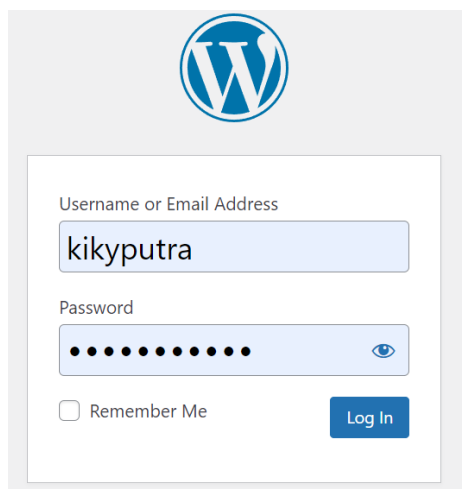 Username or Email Address
kikyputra
Password
●●●●●●●●●●●
Remember Me
Log In